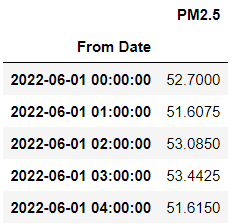 PM2.5
From Date
2022-06-01 00:00:00 52.7000
2022-06-01 01:00:00 51.6075
2022-06-01 02:00:00 53.0850
2022-06-01 03:00:00 53.4425
2022-06-01 04:00:00 51.6150